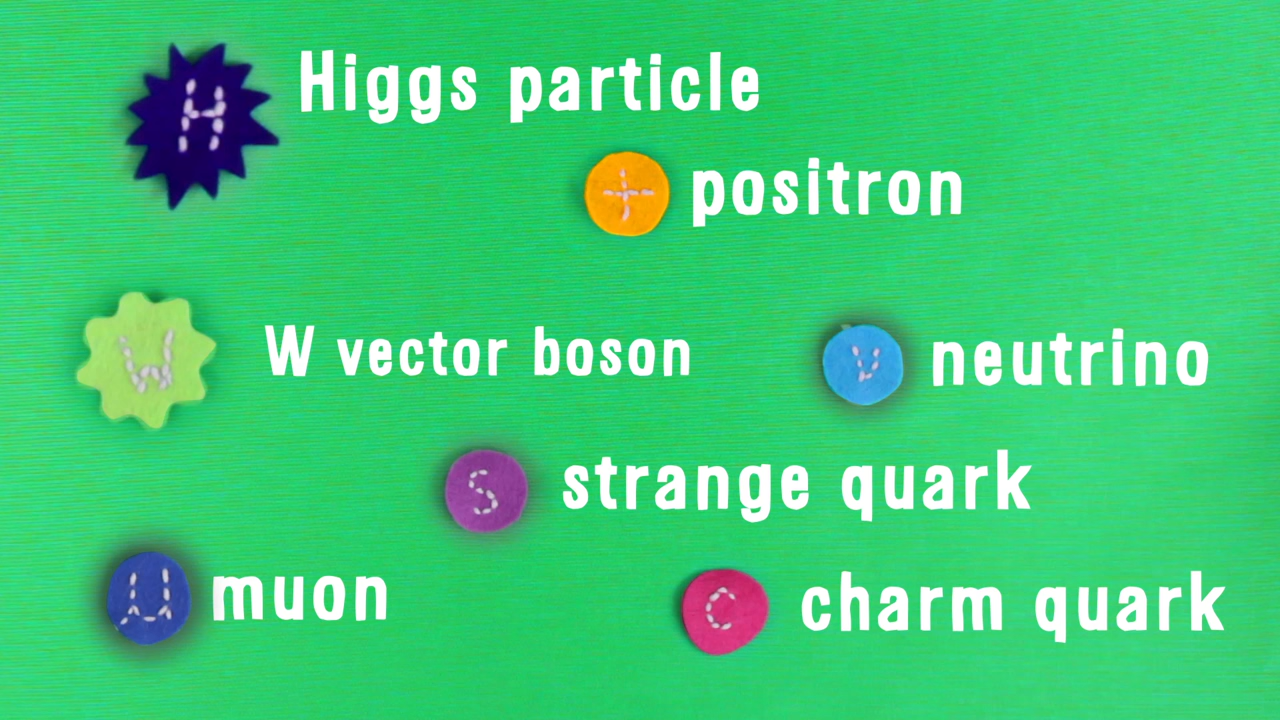 H Higgs particle
+ positron
W W vector boson
ν neutrino
S strange quark
μ muon
C charm quark